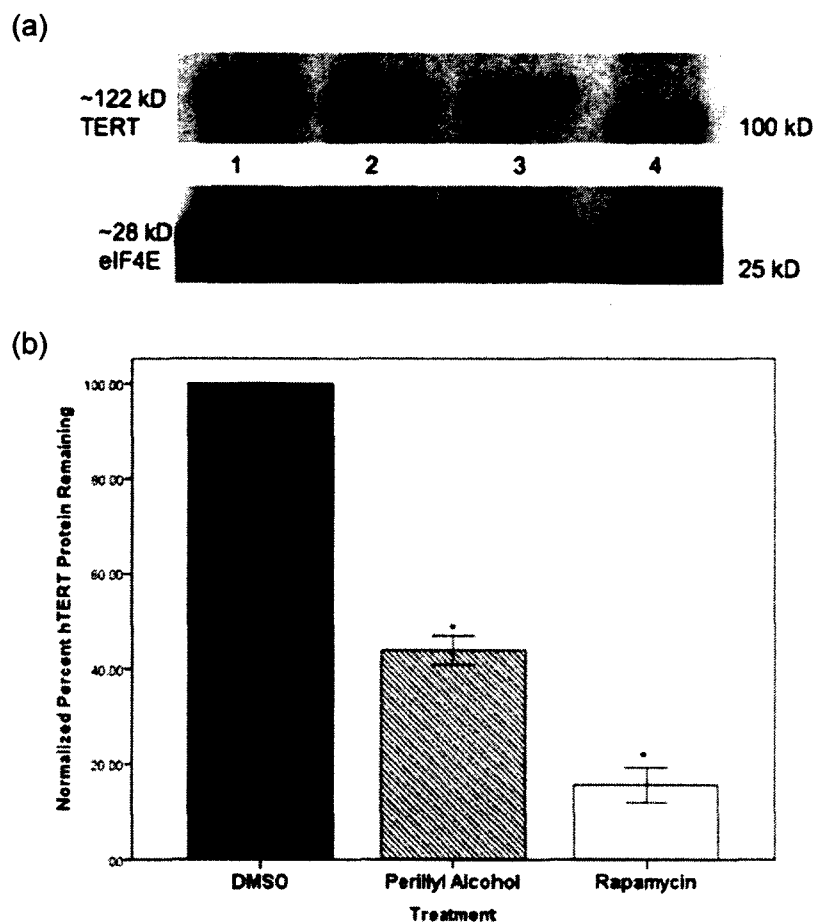 (a)
~122 kD
TERT
100 kD
1 2 3 4
~28 kD
eIF4E
25 kD
(b)
Normalized Percent hTERT Protein Remaining
100.00
80.00
60.00
40.00
20.00
.00
DMSO Perillyl Alcohol Rapamycin
Treatment